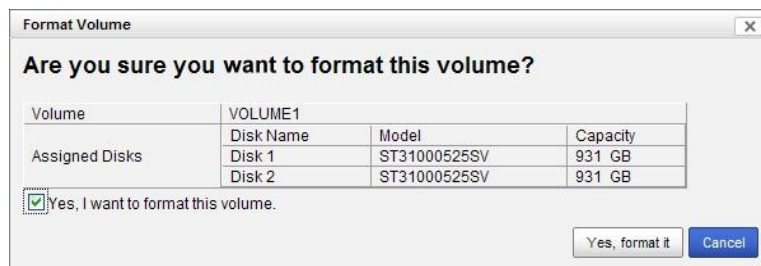 Format Volume
Are you sure you want to format this volume?
Volume VOLUME1
Assigned Disks
Disk Name Model Capacity
Disk 1 ST31000525SV 931 GB
Disk 2 ST31000525SV 931 GB
Yes, I want to format this volume.
Yes, format it Cancel